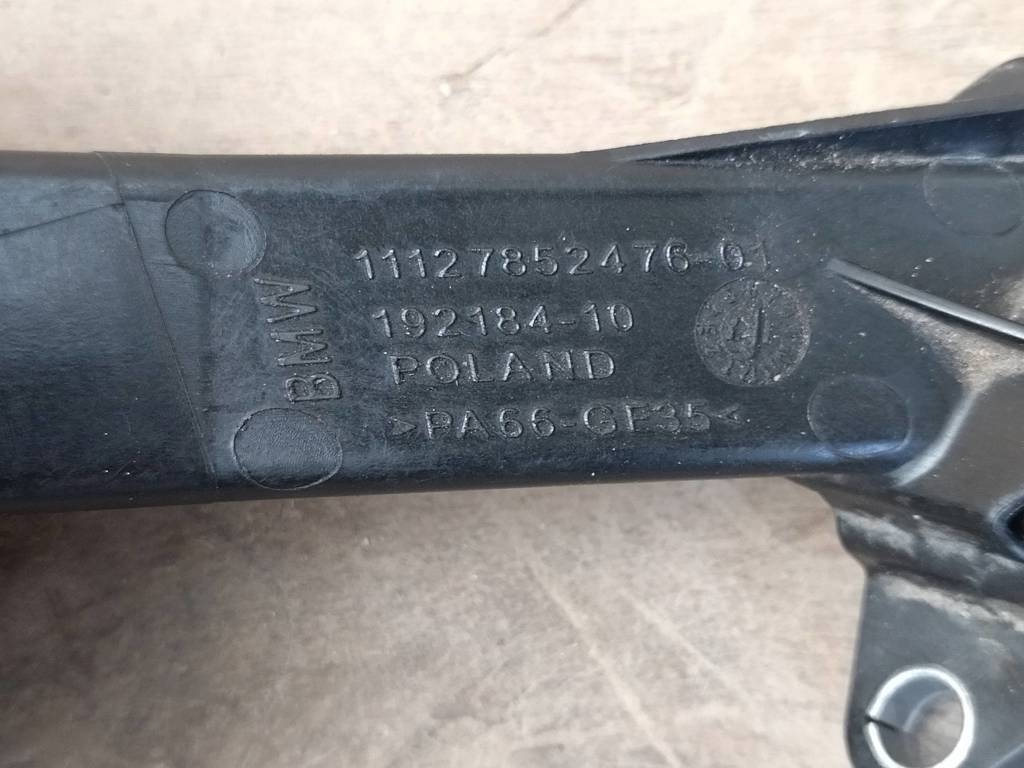 11127852476-01
192184-10
POLAND
>PA66-GF35<
BMW